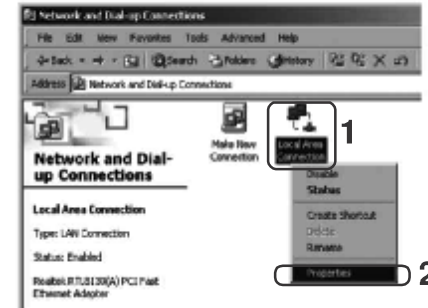 Network and Dial-up Connections
File Edit View Favorites Tools Advanced Help
Back Search Folders History
Address Network and Dial-up Connections
Network and Dial-
up Connections
Local Area Connection
Type: LAN Connection
Status: Enabled
Realtek RTL8139(A) PCI Fast
Ethernet Adapter
Make New
Connection
Local Area
Connection
1
Disable
Status
Create Shortcut
Delete
Rename
Properties
2